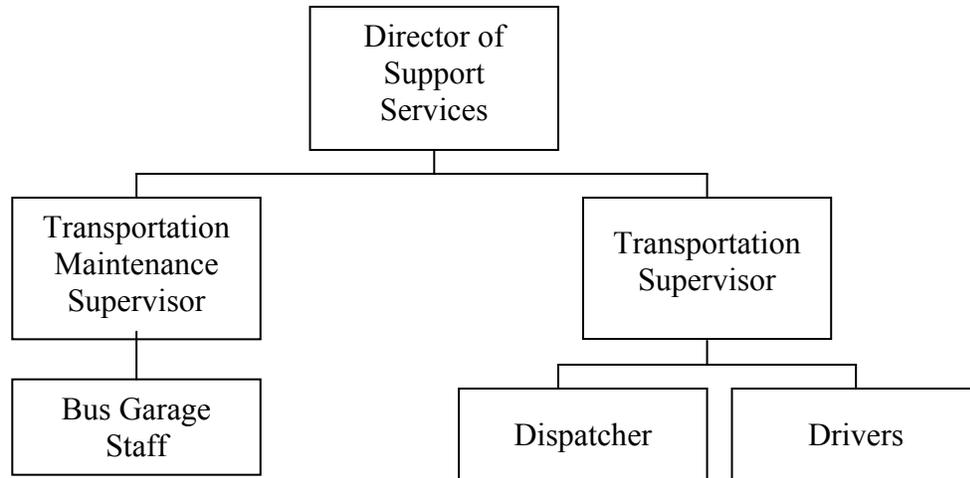 Director of
Support
Services
Transportation
Maintenance
Supervisor
Transportation
Supervisor
Bus Garage
Staff
Dispatcher
Drivers